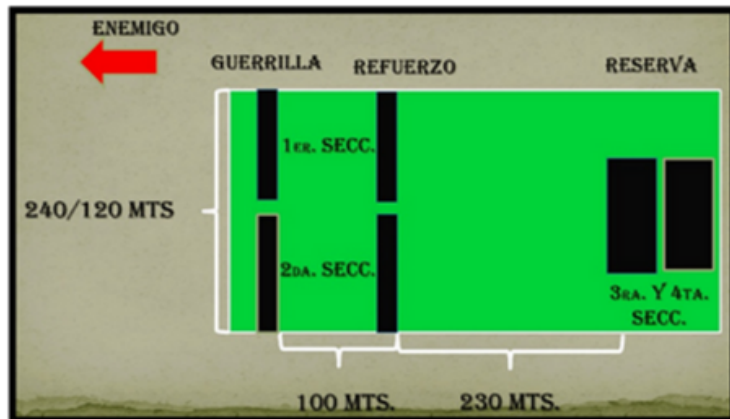 ENEMIGO
GUERRILLA
REFUERZO
RESERVA
1ER. SECC.
240/120 MTS
2DA. SECC.
3RA. Y 4TA.
SECC.
100 MTS.
230 MTS.